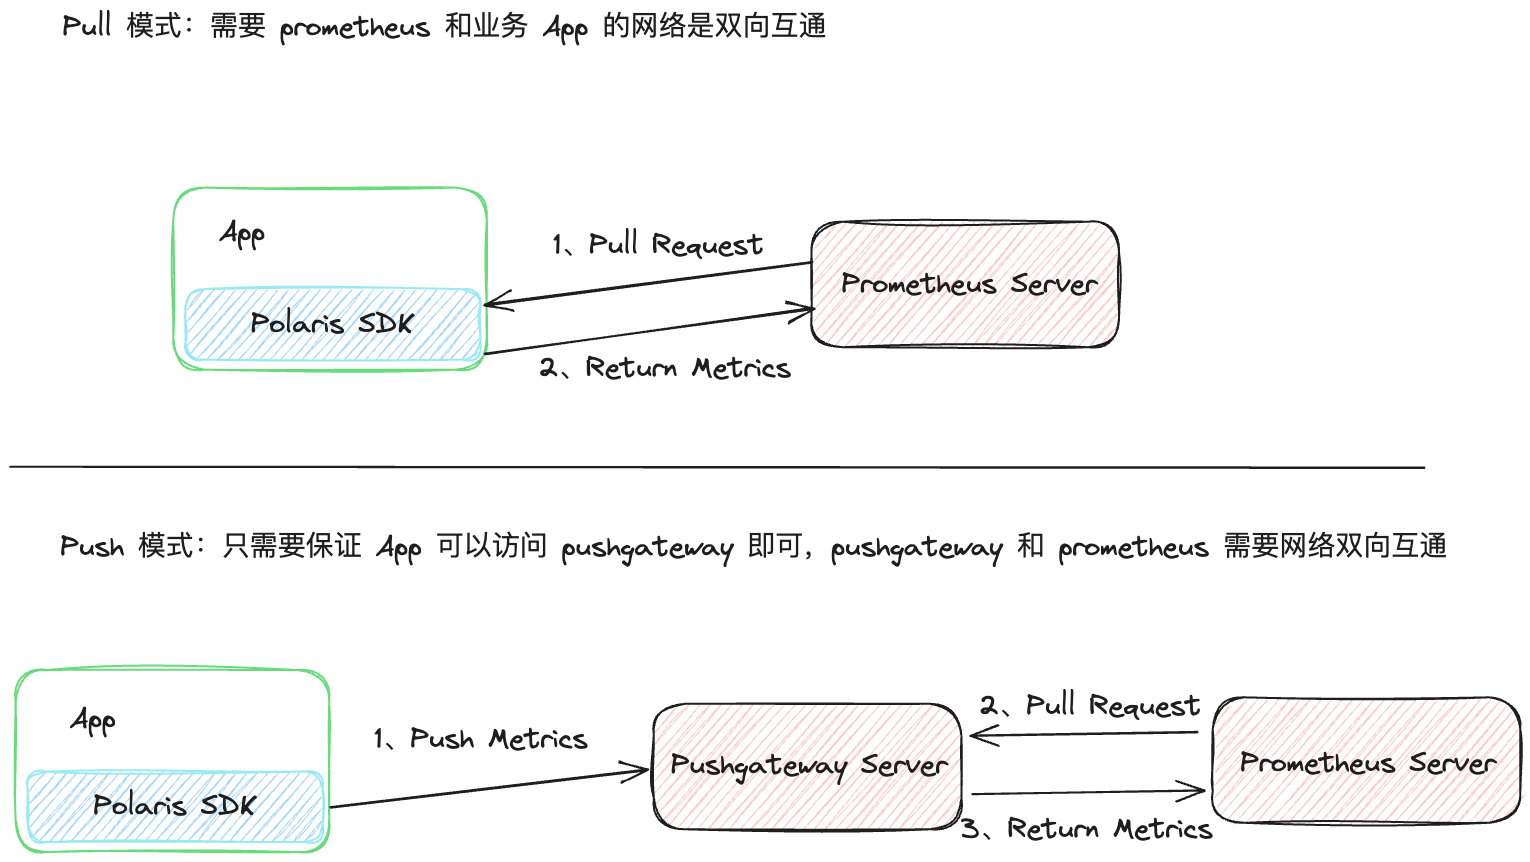 Pull 模式：需要 prometheus 和业务 App 的网络是双向互通
App
1、Pull Request
Prometheus Server
Polaris SDK
2、Return Metrics
Push 模式：只需要保证 App 可以访问 pushgateway 即可，pushgateway 和 prometheus 需要网络双向互通
App
1、Push Metrics
2、Pull Request
Pushgateway Server
Prometheus Server
Polaris SDK
3、Return Metrics